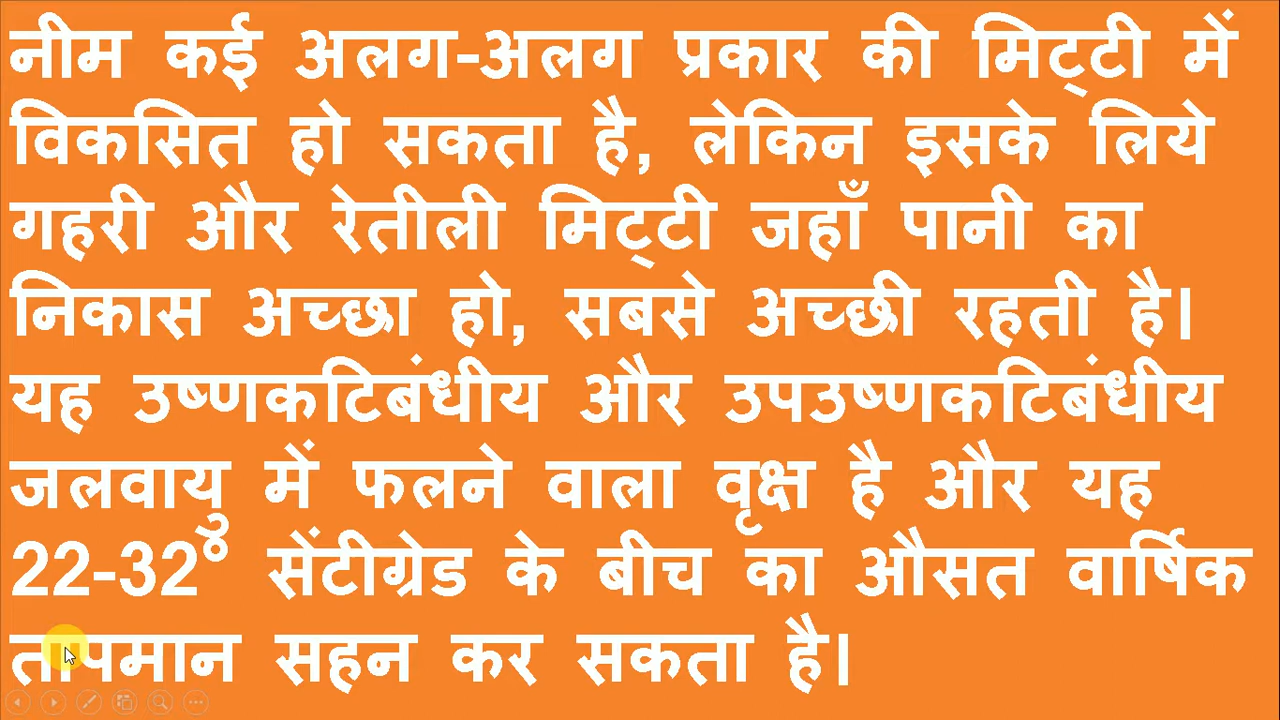 नीम कई अलग-अलग प्रकार की मिट्टी में
विकसित हो सकता है, लेकिन इसके लिये
गहरी और रेतीली मिट्टी जहाँ पानी का
निकास अच्छा हो, सबसे अच्छी रहती है।
यह उष्णकटिबंधीय और उपउष्णकटिबंधीय
जलवायु में फलने वाला वृक्ष है और यह
22-32° सेंटीग्रेड के बीच का औसत वार्षिक
तापमान सहन कर सकता है।